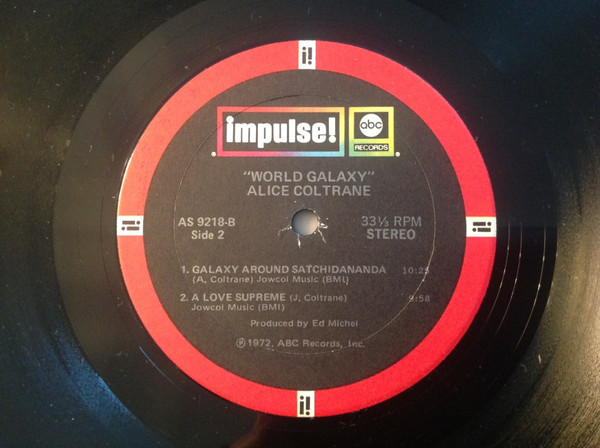 i!
impulse!
abc
RECORDS
"WORLD GALAXY"
ALICE COLTRANE
AS 9218-B
Side 2
33⅓ RPM
STEREO
i!
i!
1. GALAXY AROUND SATCHIDANANDA 10:25
(A, Coltrane) Jowcol Music (BMI)
2. A LOVE SUPREME (J, Coltrane) 9:58
Jowcol Music (BMI)
Produced by Ed Michel
℗1972, ABC Records, Inc.
i!